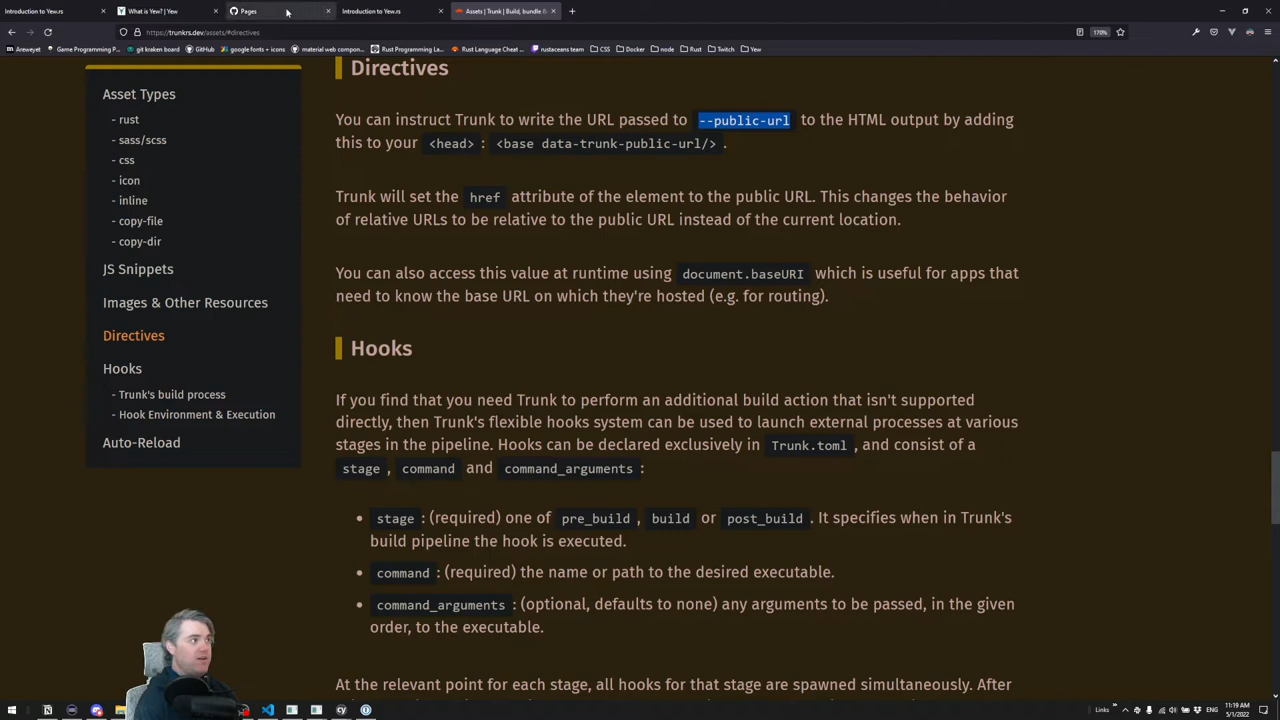 Introduction to Yew.rs
What is Yew? | Yew
Pages
Introduction to Yew.rs
Assets | Trunk | Build, bundle &
https://trunkrs.dev/assets/#directives
170%
Areweyet
Game Programming P
git kraken board
GitHub
google fonts + icons
material web compon...
Rust Programming La...
Rust Language Cheat ...
rustaceans team
CSS
Docker
node
Rust
Twitch
Yew
Asset Types
- rust
- sass/scss
- css
- icon
- inline
- copy-file
- copy-dir
JS Snippets
Images & Other Resources
Directives
Hooks
- Trunk's build process
- Hook Environment & Execution
Auto-Reload
Directives
You can instruct Trunk to write the URL passed to --public-url to the HTML output by adding
this to your <head> : <base data-trunk-public-url/> .
Trunk will set the href attribute of the element to the public URL. This changes the behavior
of relative URLs to be relative to the public URL instead of the current location.
You can also access this value at runtime using document.baseURI which is useful for apps that
need to know the base URL on which they're hosted (e.g. for routing).
Hooks
If you find that you need Trunk to perform an additional build action that isn't supported
directly, then Trunk's flexible hooks system can be used to launch external processes at various
stages in the pipeline. Hooks can be declared exclusively in Trunk.toml , and consist of a
stage , command and command_arguments :
• stage : (required) one of pre_build , build or post_build . It specifies when in Trunk's
build pipeline the hook is executed.
• command : (required) the name or path to the desired executable.
• command_arguments : (optional, defaults to none) any arguments to be passed, in the given
order, to the executable.
At the relevant point for each stage, all hooks for that stage are spawned simultaneously. After
Links
ENG
11:19 AM
5/1/2022